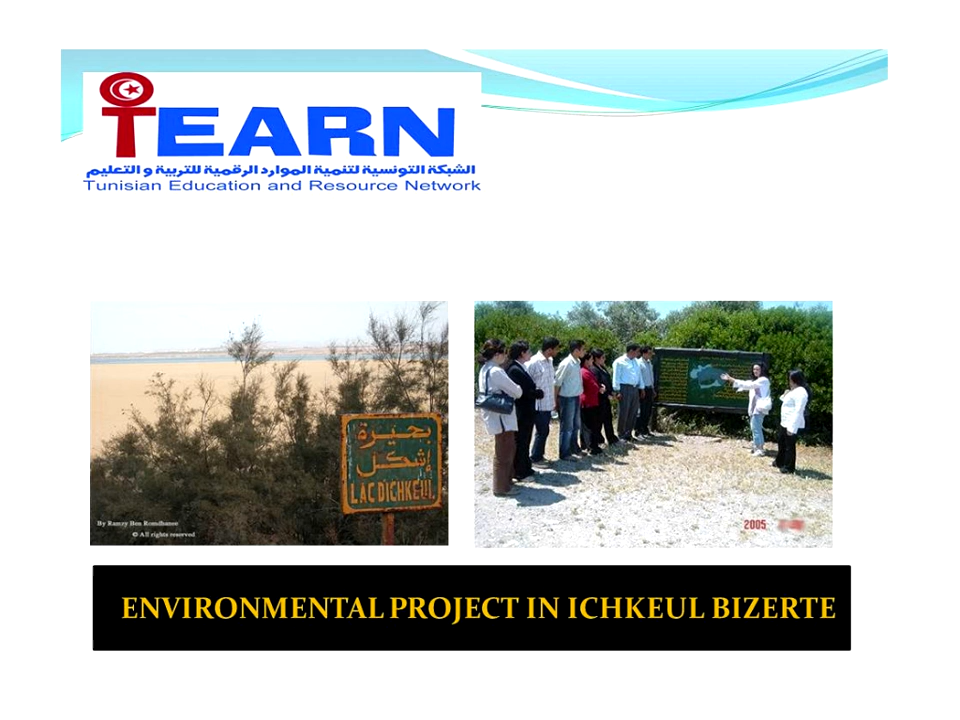 TEARN
الشبكة التونسية لتنمية الموارد الرقمية للتربية و التعليم
Tunisian Education and Resource Network
بحيرة
إشكل
LAC DICHKEUL
By Ramzy Ben Romdhane
© All rights reserved
2005
ENVIRONMENTAL PROJECT IN ICHKEUL BIZERTE